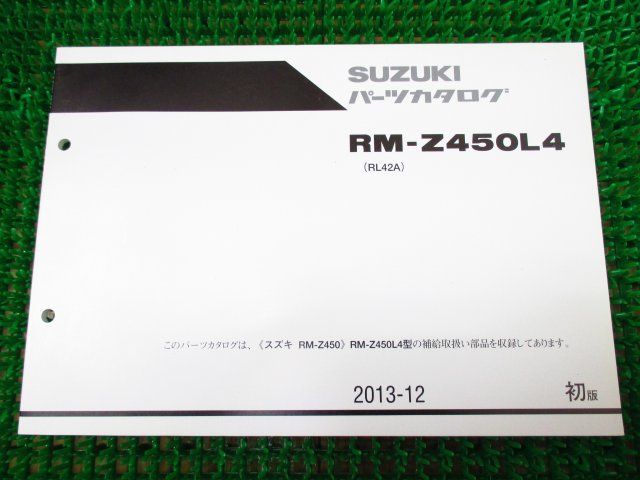 SUZUKI
パーツカタログ
RM-Z450L4
(RL42A)
このパーツカタログは、《スズキ RM-Z450》RM-Z450L4型の補給取扱い部品を収録してあります。
2013-12
初版